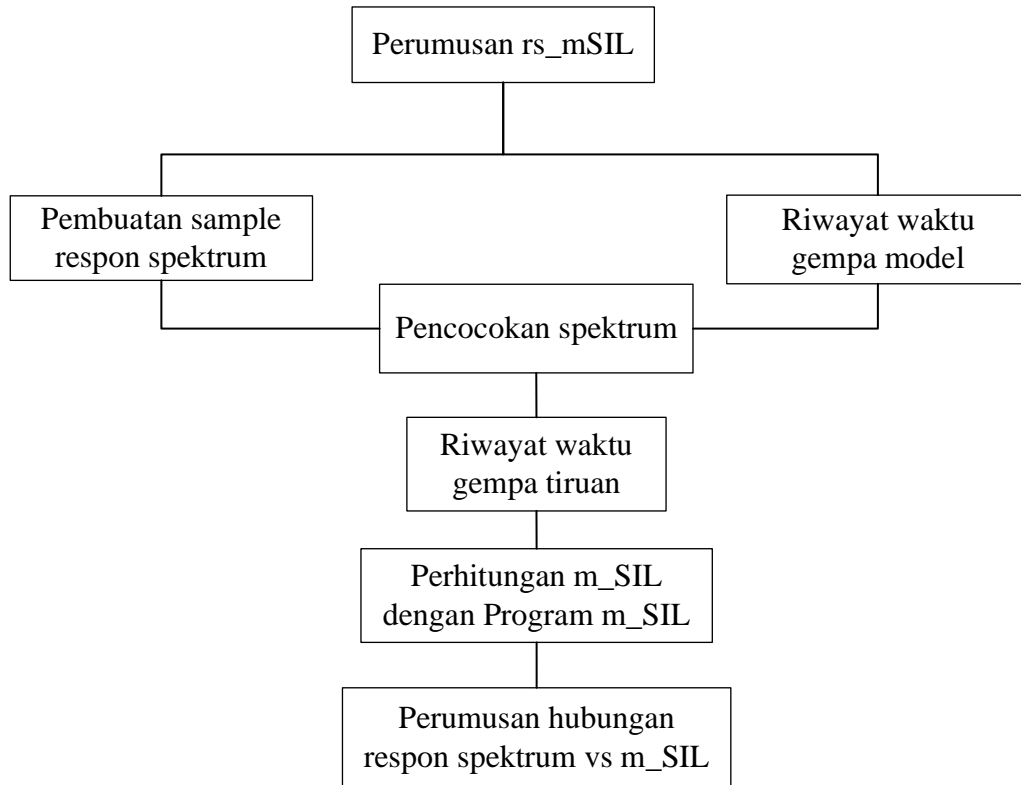 Perumusan rs_mSIL
Pembuatan sample
respon spektrum
Riwayat waktu
gempa model
Pencocokan spektrum
Riwayat waktu
gempa tiruan
Perhitungan m_SIL
dengan Program m_SIL
Perumusan hubungan
respon spektrum vs m_SIL